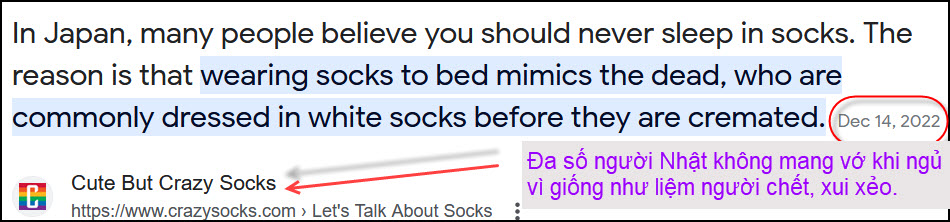 In Japan, many people believe you should never sleep in socks. The
reason is that wearing socks to bed mimics the dead, who are
commonly dressed in white socks before they are cremated. Dec 14, 2022
Đa số người Nhật không mang vớ khi ngủ
vì giống như liệm người chết, xui xẻo.
C
Cute But Crazy Socks
https://www.crazysocks.com › Let's Talk About Socks